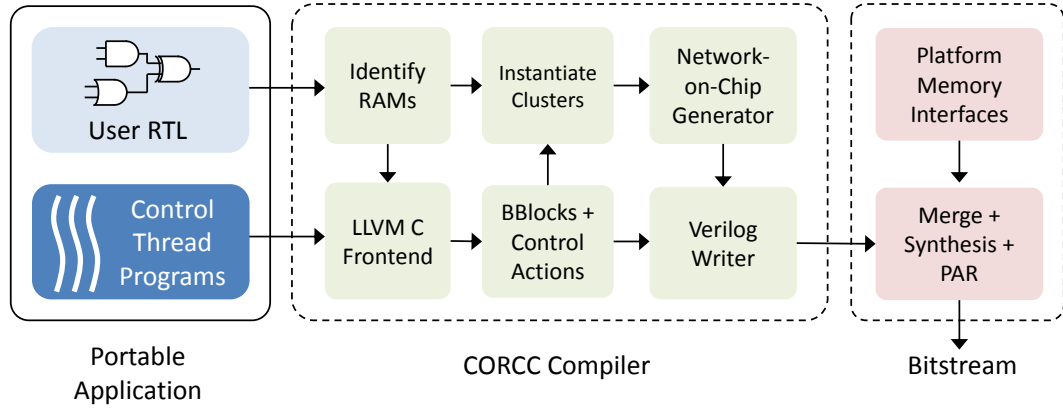 User RTL
Control
Thread
Programs
Portable
Application
Identify
RAMs
Instantiate
Clusters
Network-
on-Chip
Generator
LLVM C
Frontend
BBlocks +
Control
Actions
Verilog
Writer
CORCC Compiler
Platform
Memory
Interfaces
Merge +
Synthesis +
PAR
Bitstream